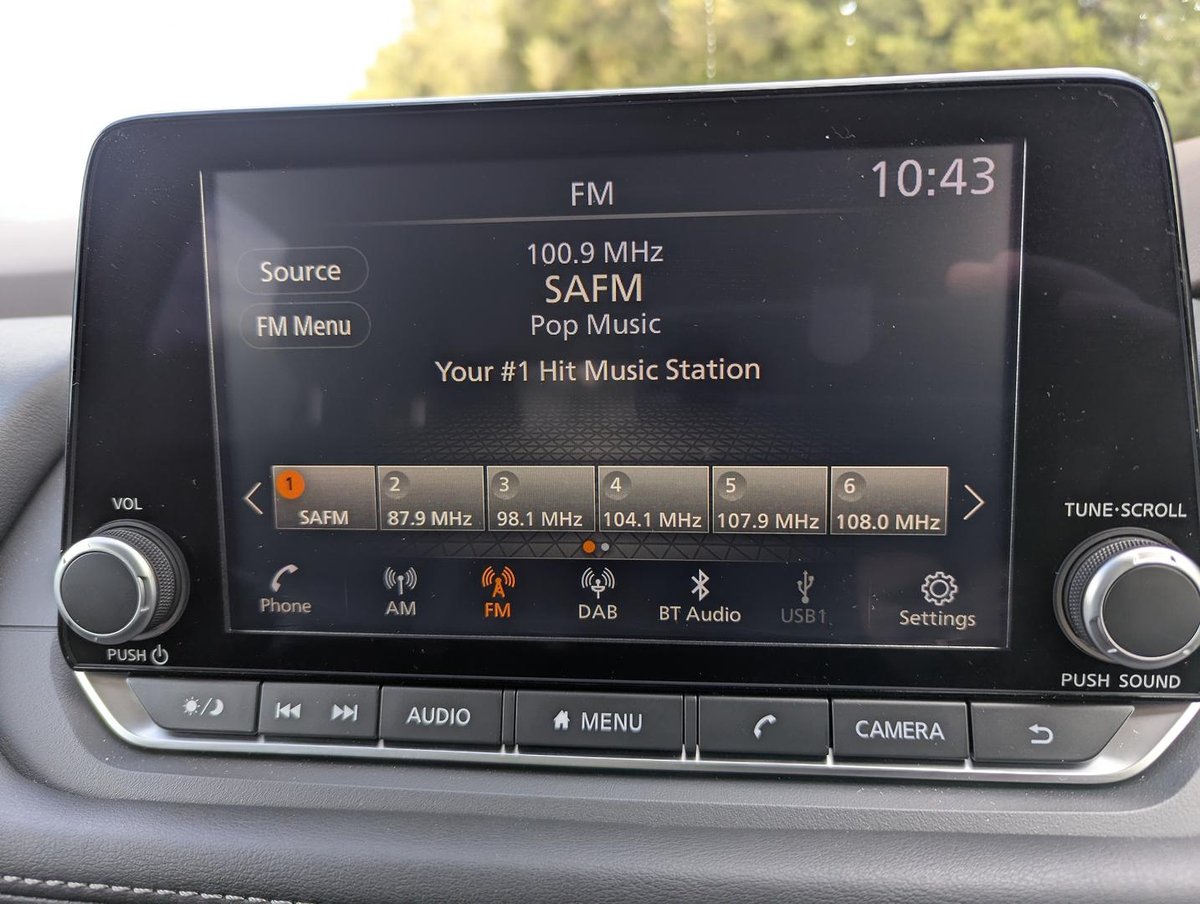 FM
10:43
Source
100.9 MHz
SAFM
FM Menu
Pop Music
Your #1 Hit Music Station
1 SAFM
2 87.9 MHz
3 98.1 MHz
4 104.1 MHz
5 107.9 MHz
6 108.0 MHz
VOL
TUNE·SCROLL
Phone
AM
FM
DAB
BT Audio
USB1
Settings
PUSH
PUSH SOUND
AUDIO
MENU
CAMERA